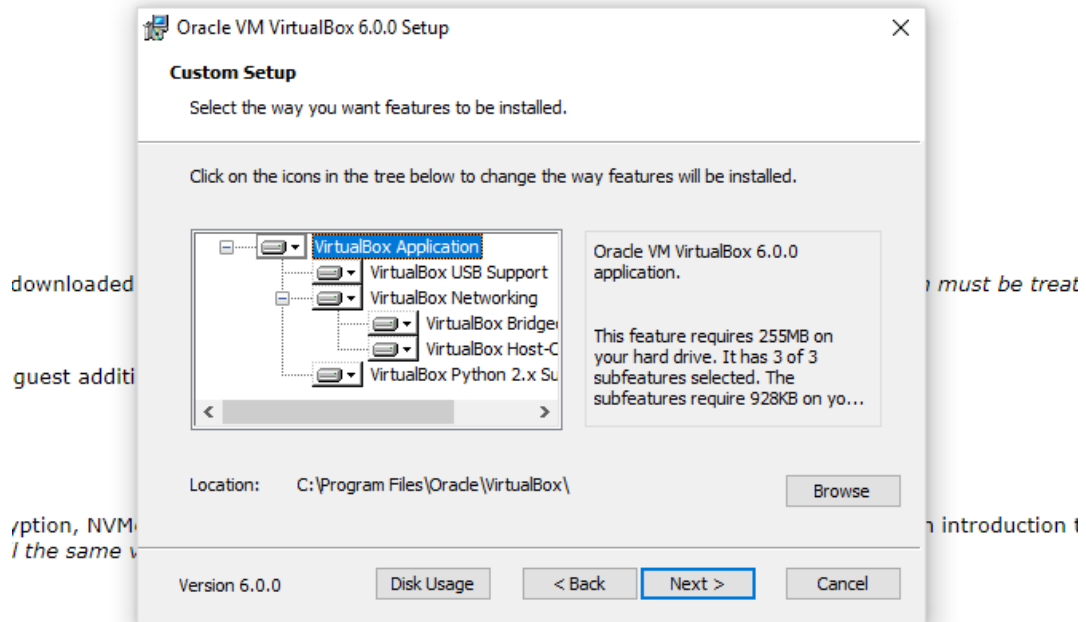 Oracle VM VirtualBox 6.0.0 Setup
Custom Setup
Select the way you want features to be installed.
Click on the icons in the tree below to change the way features will be installed.
VirtualBox Application
VirtualBox USB Support
VirtualBox Networking
VirtualBox Bridge
VirtualBox Host-C
VirtualBox Python 2.x Su
Oracle VM VirtualBox 6.0.0
application.
This feature requires 255MB on
your hard drive. It has 3 of 3
subfeatures selected. The
subfeatures require 928KB on yo...
downloaded
must be treat
guest additi
Location: C:\Program Files\Oracle\VirtualBox\
Browse
yption, NVM
introduction t
the same
Version 6.0.0
Disk Usage
< Back
Next >
Cancel